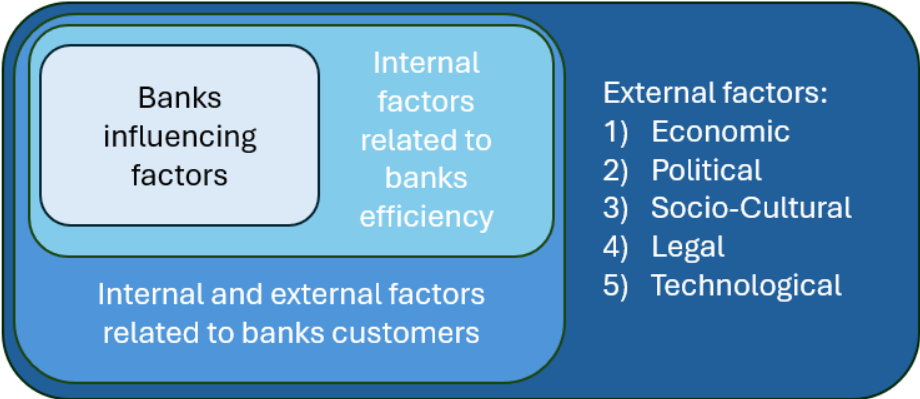 Banks
influencing
factors
Internal
factors
related to
banks
efficiency
Internal and external factors
related to banks customers
External factors:
1) Economic
2) Political
3) Socio-Cultural
4) Legal
5) Technological